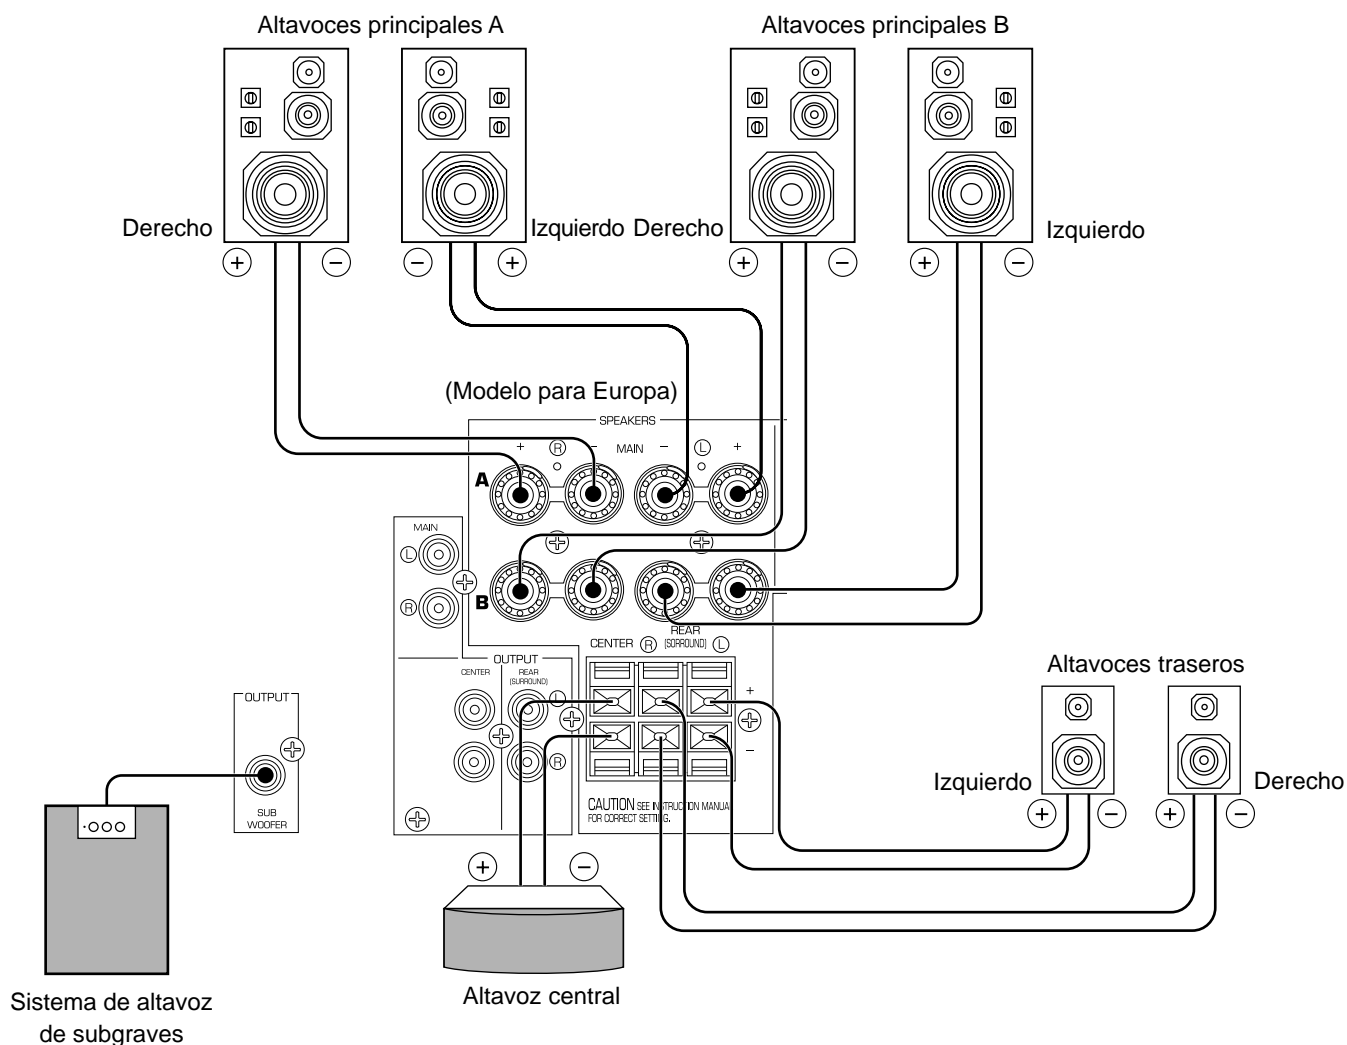 Altavoces principales A
Altavoces principales B
Derecho
Izquierdo
Derecho
Izquierdo
+ − − + + − + −
(Modelo para Europa)
SPEAKERS
+ R − MAIN − L +
A
MAIN
L
R
B
REAR
CENTER R (SORROUND) L
OUTPUT
CENTER
REAR
(SURROUND)
L
R
+
−
CAUTION SEE INSTRUCTION MANUAL
FOR CORRECT SETTING.
OUTPUT
SUB
WOOFER
Altavoces traseros
Izquierdo
Derecho
+ − + −
+ −
Altavoz central
Sistema de altavoz
de subgraves